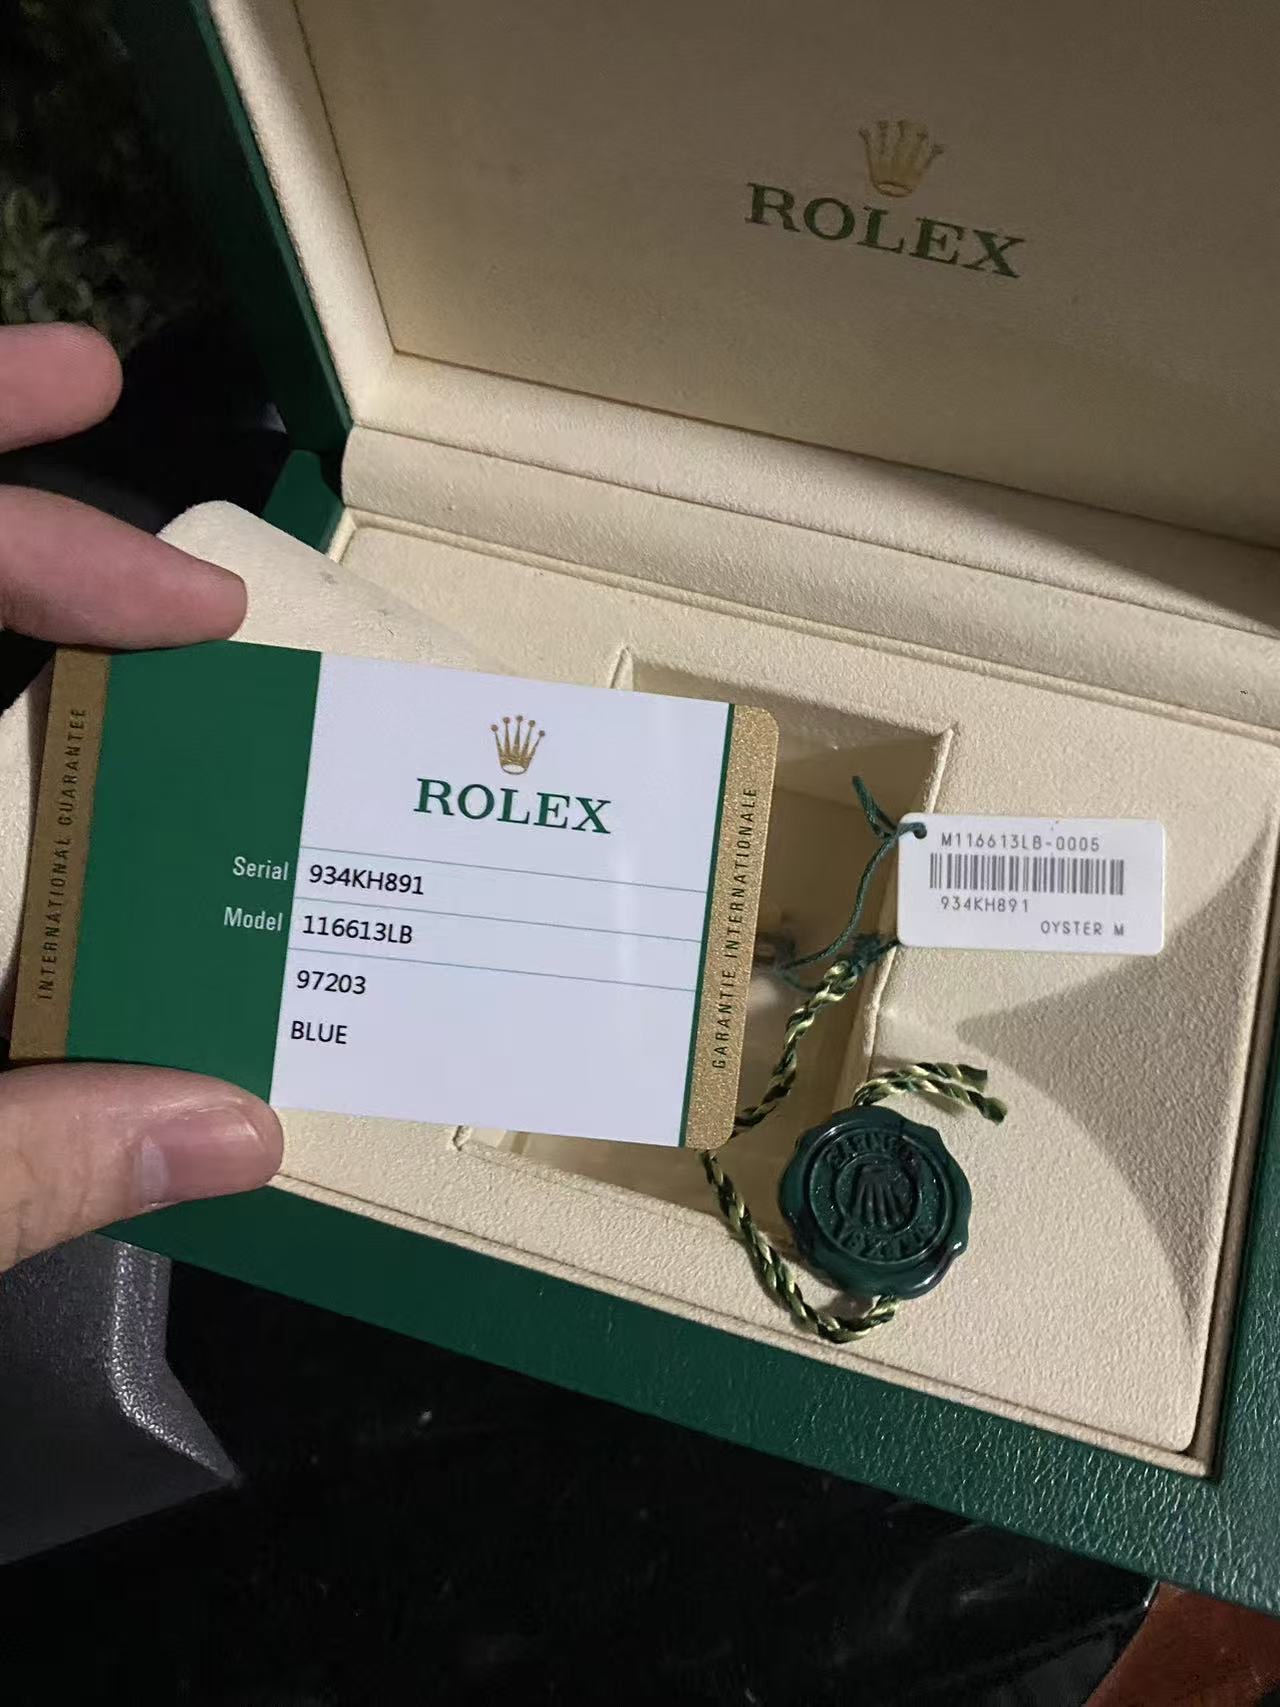 ROLEX
INTERNATIONAL GUARANTEE
ROLEX
Serial 934KH891
Model 116613LB
97203
BLUE
GARANTIE INTERNATIONALE
M116613LB-0005
934KH891
OYSTER M